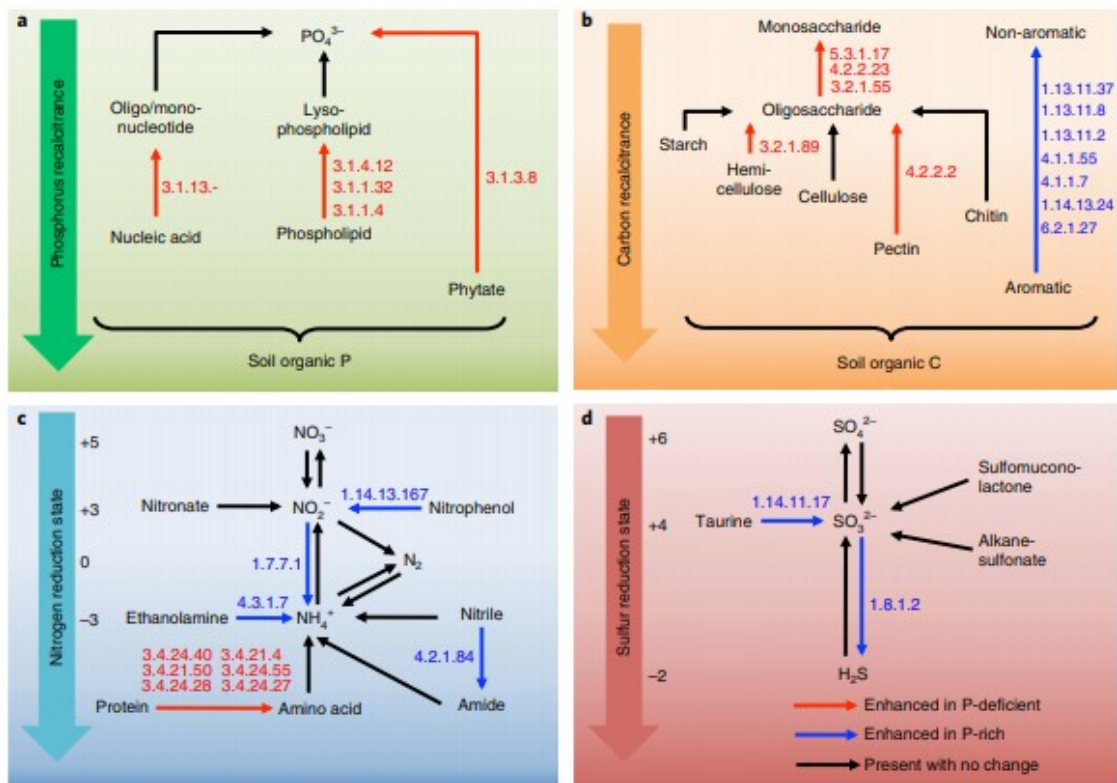 a
Phosphorus recalcitrance
PO₄³⁻
Oligo/mono-
nucleotide
Lyso-
phospholipid
3.1.13.-
3.1.4.12
3.1.1.32
3.1.1.4
3.1.3.8
Nucleic acid
Phospholipid
Phytate
Soil organic P
b
Carbon recalcitrance
Monosaccharide
5.3.1.17
4.2.2.23
3.2.1.55
Oligosaccharide
Starch
3.2.1.89
Hemi-
cellulose
Cellulose
4.2.2.2
Pectin
Chitin
Non-aromatic
1.13.11.37
1.13.11.8
1.13.11.2
4.1.1.55
4.1.1.7
1.14.13.24
6.2.1.27
Aromatic
Soil organic C
c
Nitrogen reduction state
+5
+3
0
−3
NO₃⁻
Nitronate
NO₂⁻
1.14.13.167
Nitrophenol
1.7.7.1
N₂
Ethanolamine
4.3.1.7
NH₄⁺
Nitrile
4.2.1.84
3.4.24.40 3.4.21.4
3.4.21.50 3.4.24.55
3.4.24.28 3.4.24.27
Protein
Amino acid
Amide
d
Sulfur reduction state
+6
+4
−2
SO₄²⁻
Sulfomucono-
lactone
Taurine
1.14.11.17
SO₃²⁻
Alkane-
sulfonate
1.8.1.2
H₂S
Enhanced in P-deficient
Enhanced in P-rich
Present with no change